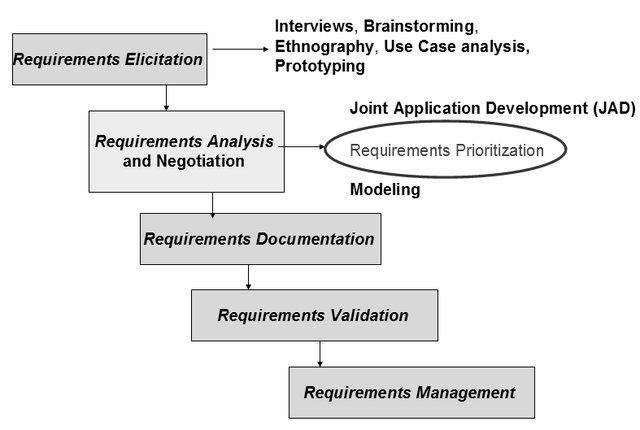 Interviews, Brainstorming,
Ethnography, Use Case analysis,
Prototyping
Requirements Elicitation
Joint Application Development (JAD)
Requirements Analysis
and Negotiation
Requirements Prioritization
Modeling
Requirements Documentation
Requirements Validation
Requirements Management